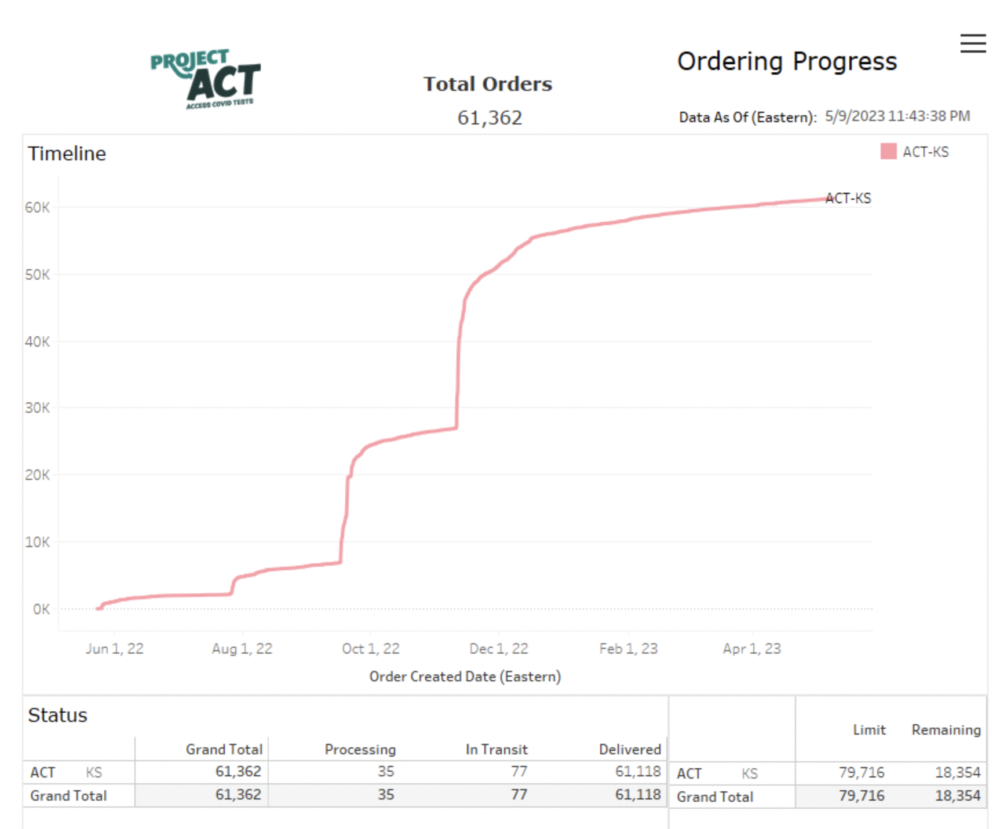 PROJECT
ACT
ACCESS COVID TESTS
Total Orders
61,362
Ordering Progress
Data As Of (Eastern): 5/9/2023 11:43:38 PM
Timeline
ACT-KS
ACT-KS
60K
50K
40K
30K
20K
10K
0K
Jun 1, 22 Aug 1, 22 Oct 1, 22 Dec 1, 22 Feb 1, 23 Apr 1, 23
Order Created Date (Eastern)
Status
Grand Total Processing In Transit Delivered
ACT KS 61,362 35 77 61,118
Grand Total 61,362 35 77 61,118
Limit Remaining
ACT KS 79,716 18,354
Grand Total 79,716 18,354